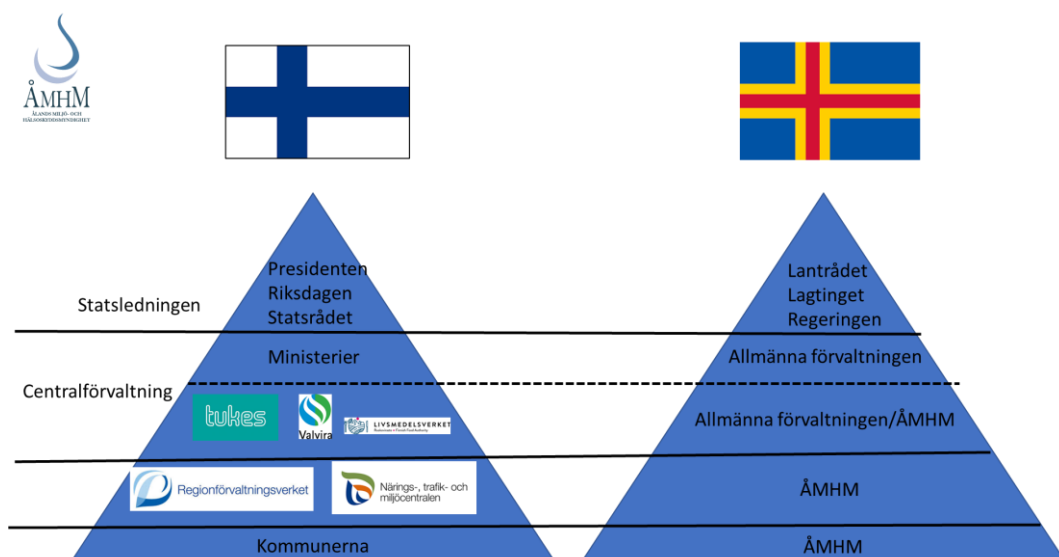 ÅMHM
ÅLANDS MILJÖ- OCH
HÄLSOSKYDDSMYNDIGHET
Statsledningen
Presidenten
Riksdagen
Statsrådet
Lantrådet
Lagtinget
Regeringen
Centralförvaltning
Ministerier
Allmänna förvaltningen
tukes
Valvira
LIVSMEDELSVERKET
Allmänna förvaltningen/ÅMHM
Regionförvaltningsverket
Närings-, trafik- och
miljöcentralen
ÅMHM
Kommunerna
ÅMHM